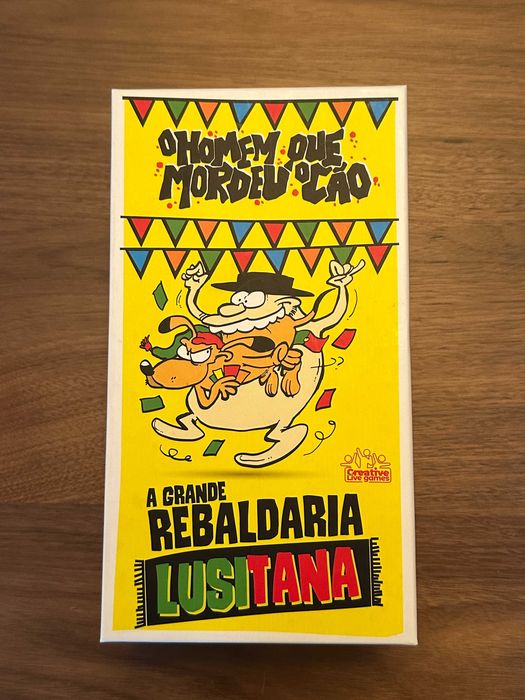 O HOMEM QUE
MORDEU O CÃO
Creative
Live games
A GRANDE
REBALDARIA
LUSITANA